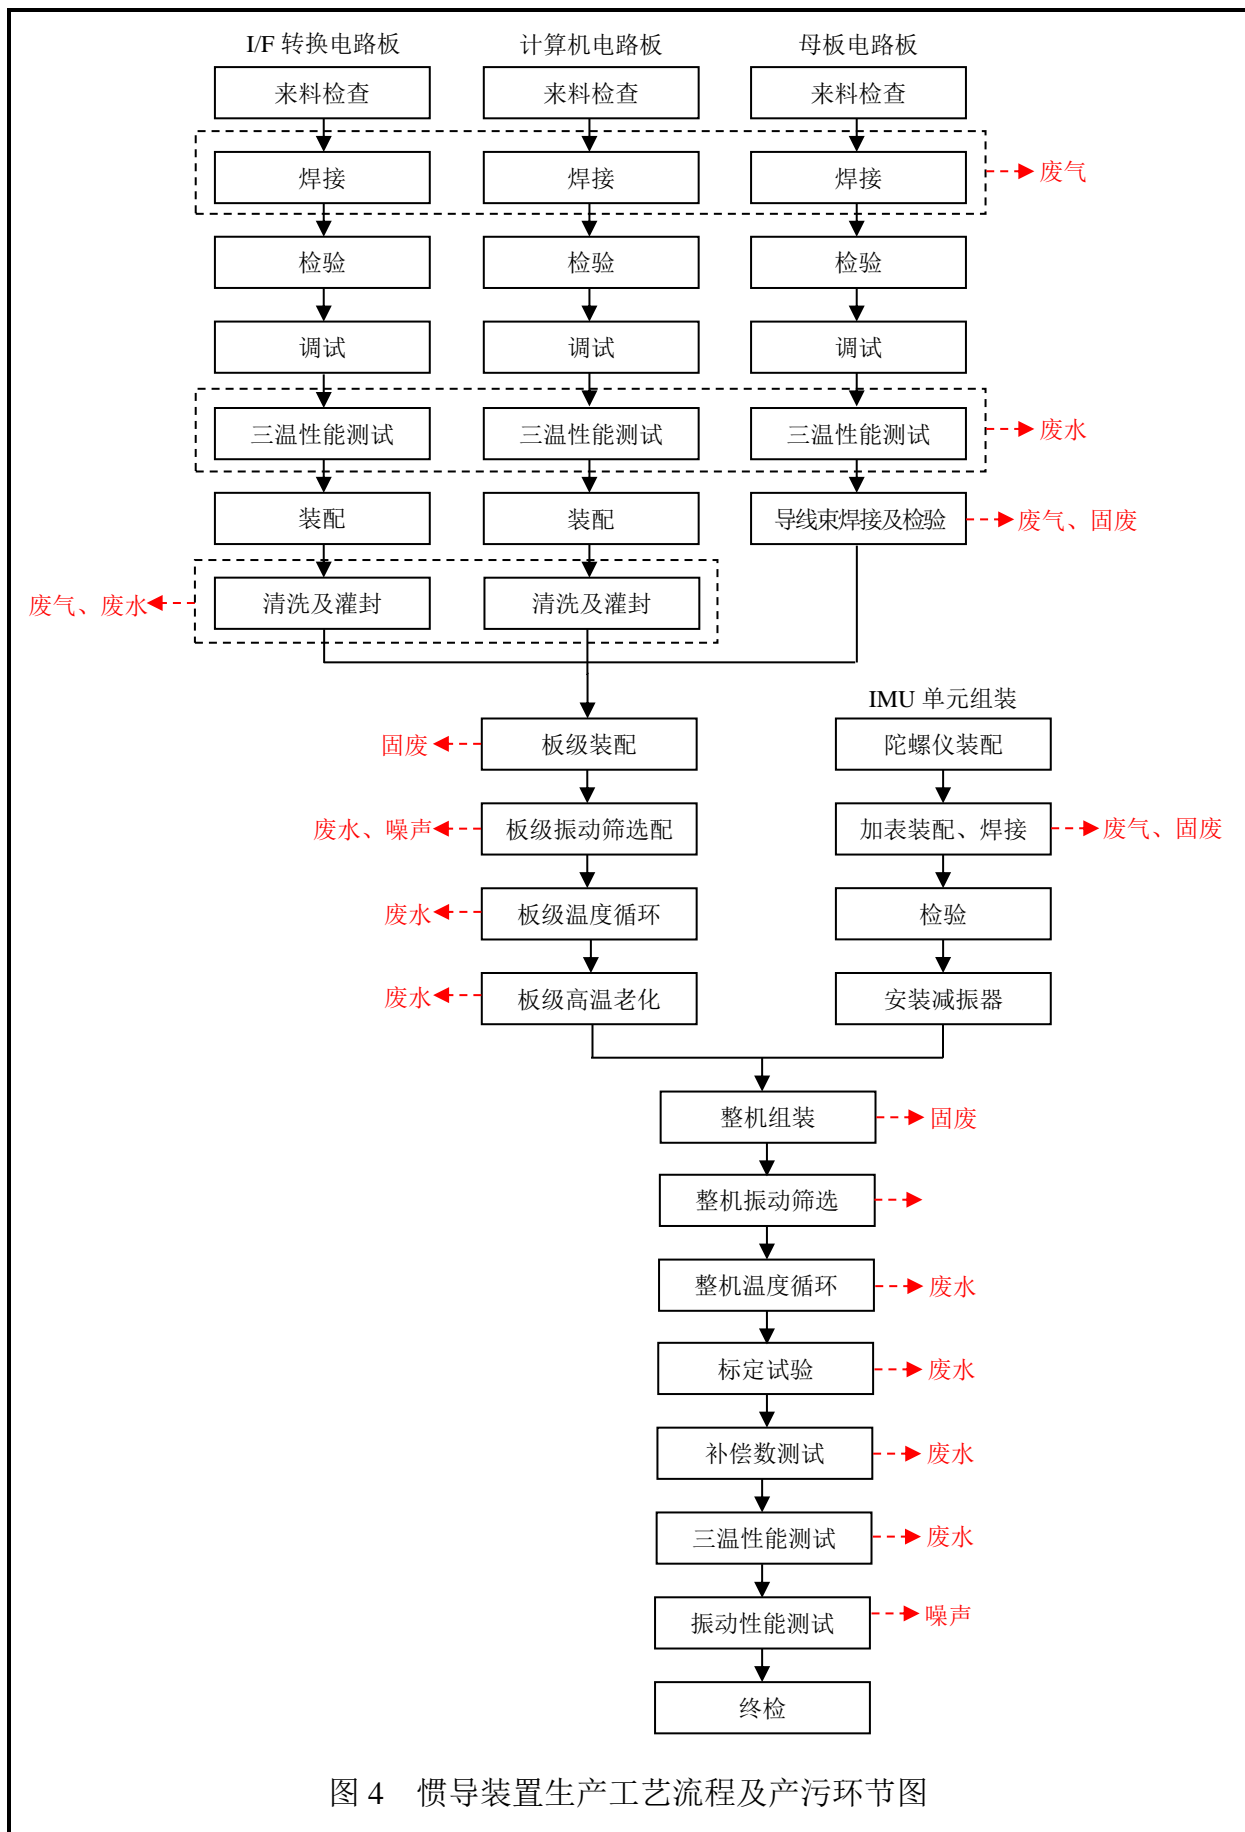 I/F 转换电路板 计算机电路板 母板电路板
来料检查 来料检查 来料检查
焊接 焊接 焊接 废气
检验 检验 检验
调试 调试 调试
三温性能测试 三温性能测试 三温性能测试 废水
装配 装配 导线束焊接及检验 废气、固废
废气、废水 清洗及灌封 清洗及灌封
IMU 单元组装
固废 板级装配 陀螺仪装配
废水、噪声 板级振动筛选配 加表装配、焊接 废气、固废
废水 板级温度循环 检验
废水 板级高温老化 安装减振器
整机组装 固废
整机振动筛选
整机温度循环 废水
标定试验 废水
补偿数测试 废水
三温性能测试 废水
振动性能测试 噪声
终检
图 4 惯导装置生产工艺流程及产污环节图